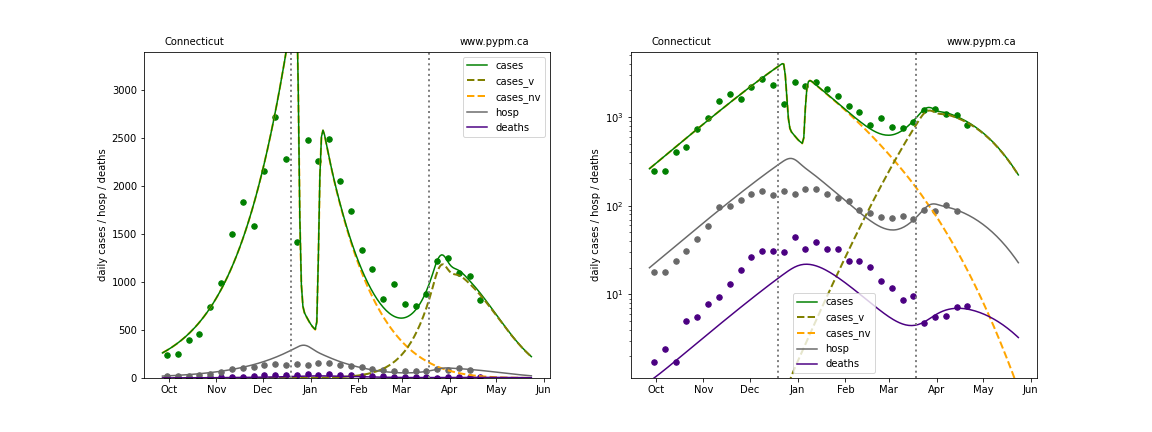 Connecticut
www.pypm.ca
daily cases / hosp / deaths
3000
2500
2000
1500
1000
500
0
cases
cases_v
cases_nv
hosp
deaths
Oct Nov Dec Jan Feb Mar Apr May Jun
Connecticut
www.pypm.ca
daily cases / hosp / deaths
10³
10²
10¹
cases
cases_v
cases_nv
hosp
deaths
Oct Nov Dec Jan Feb Mar Apr May Jun